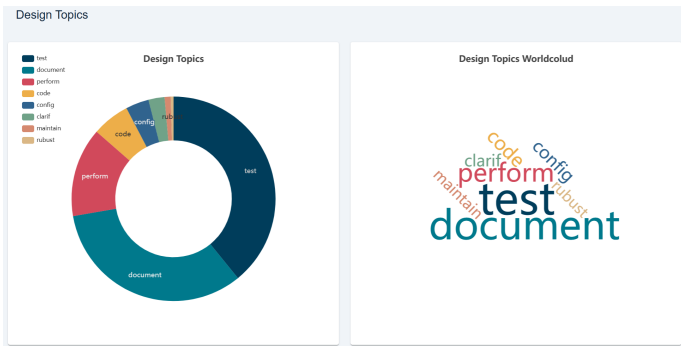 Design Topics
Design Topics
test
document
perform
code
config
clarif
maintain
rubust
test
document
perform
code
config
rub
Design Topics Worldcolud
code
config
clarif
perform
maintain
rubust
test
document